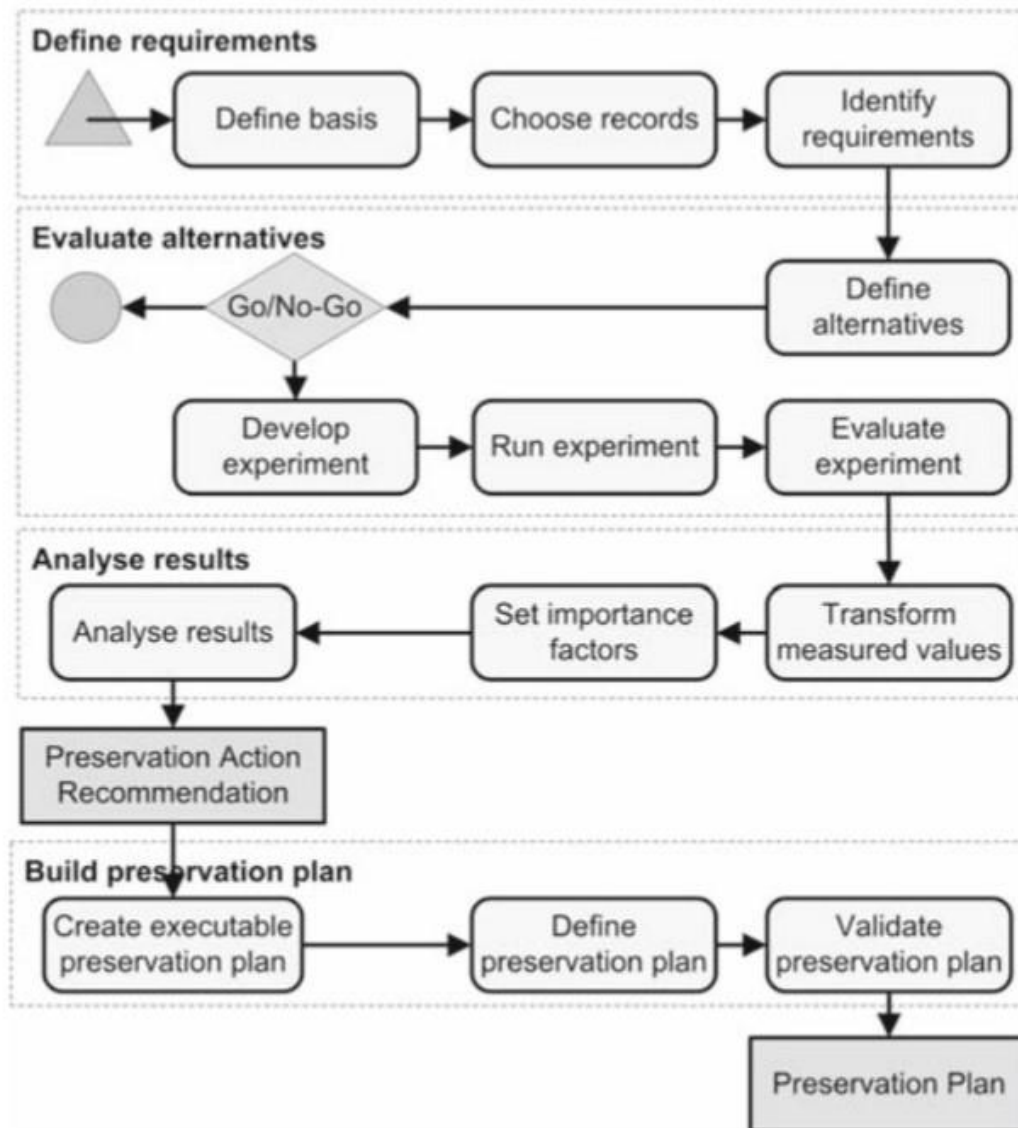 Define requirements
Define basis
Choose records
Identify
requirements
Evaluate alternatives
Go/No-Go
Define
alternatives
Develop
experiment
Run experiment
Evaluate
experiment
Analyse results
Analyse results
Set importance
factors
Transform
measured values
Preservation Action
Recommendation
Build preservation plan
Create executable
preservation plan
Define
preservation plan
Validate
preservation plan
Preservation Plan